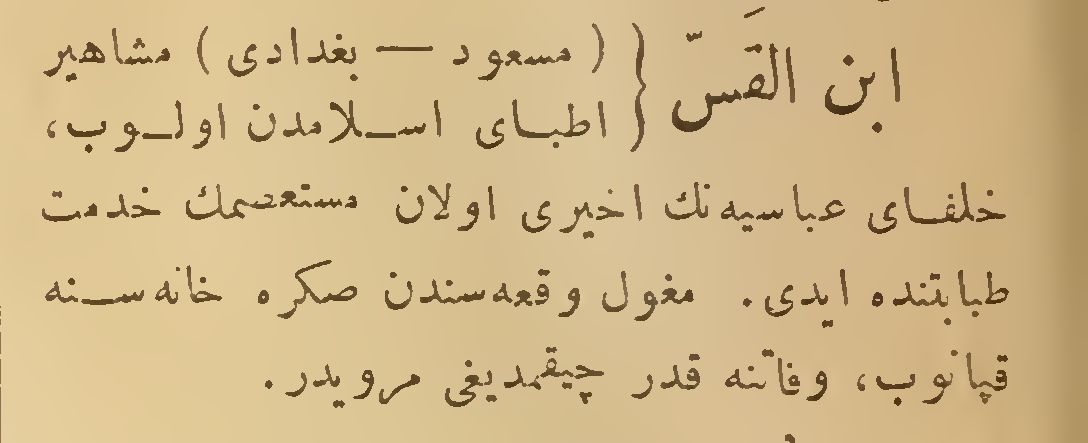 ابن القَسّ { ( مسعود — بغدادی ) مشاهیر
اطبای اسلامدن اولوب،
خلفای عباسیه‌نك اخیری اولان مستعصمك خدمت
طبابتنده ایدی. مغول وقعه‌سندن صكره خانه‌سنه
قپانوب، وفاتنه قدر چیقمدیغی مرویدر.